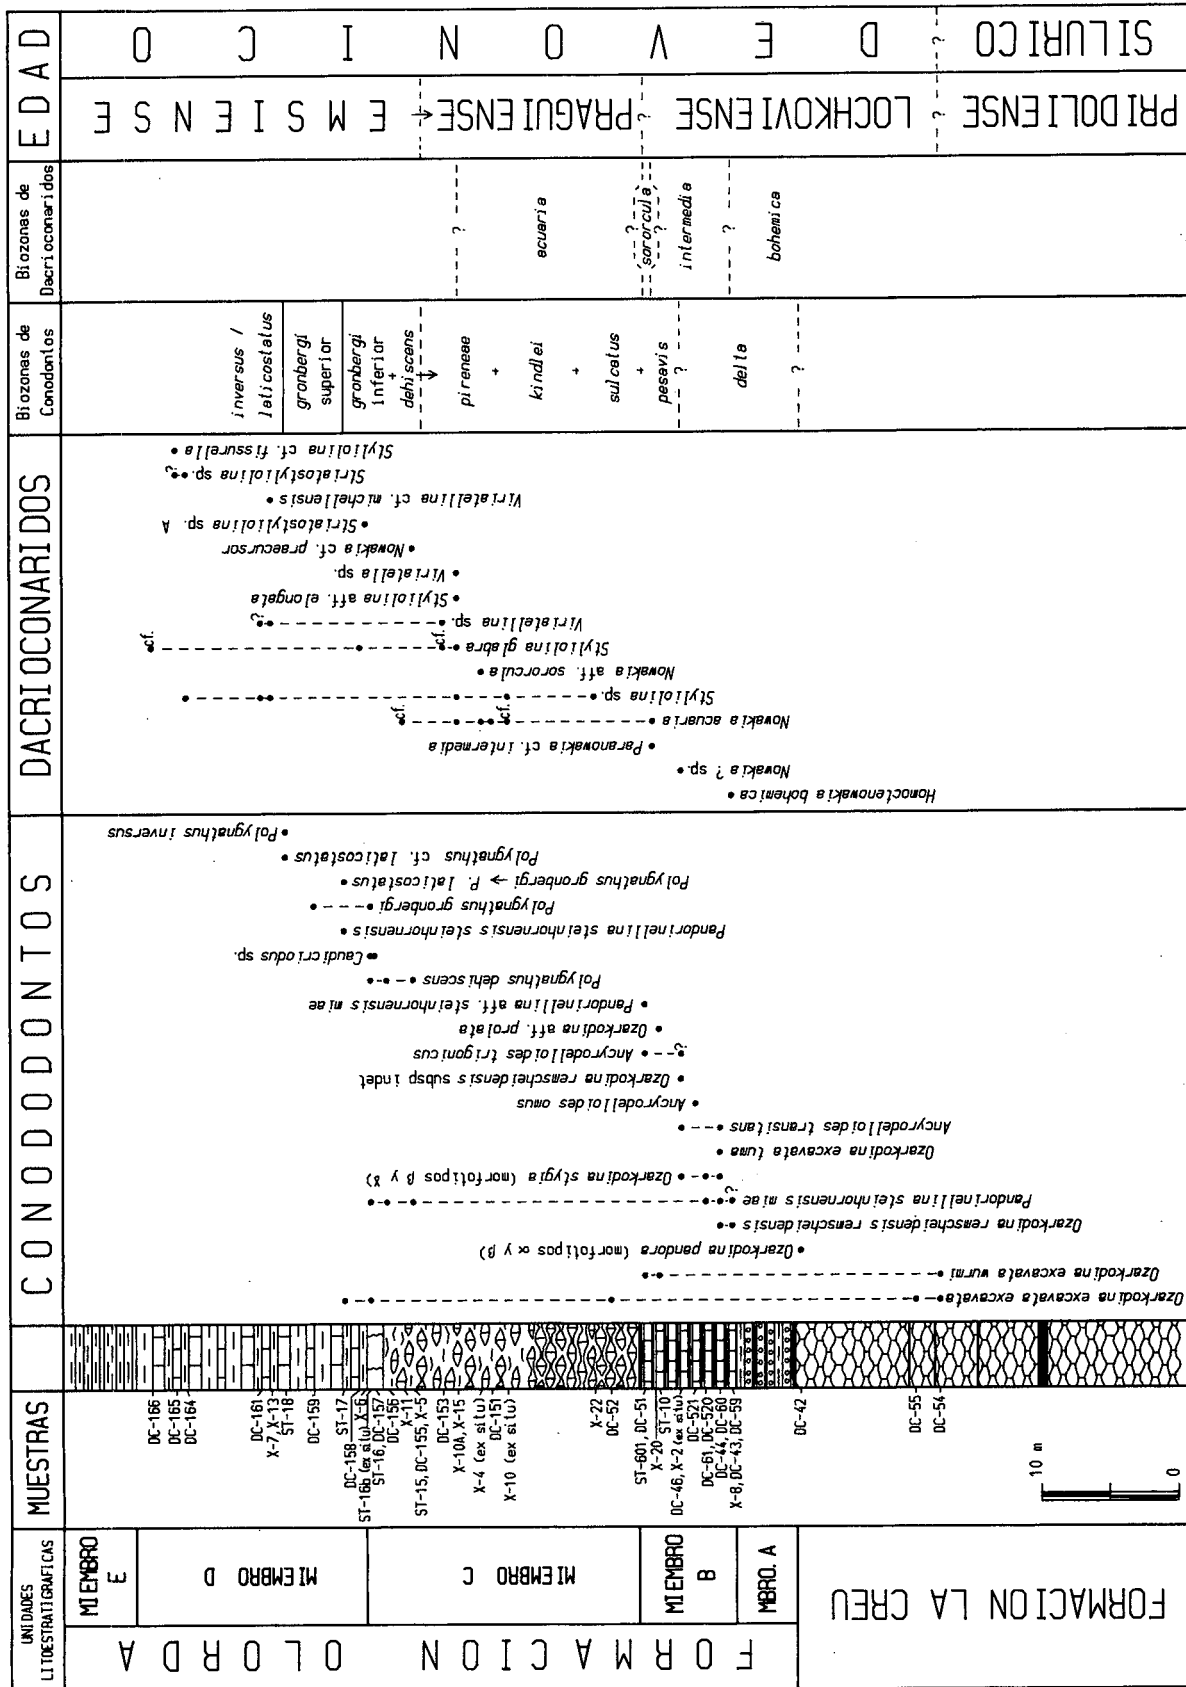 UNIDADES
LITOESTRATIGRAFICAS
FORMACION OLORDA
FORMACION LA CREU
MIEMBRO
E
MIEMBRO D
MIEMBRO C
MIEMBRO
B
MBRO. A
MUESTRAS
DC-166
DC-165
DC-164
DC-161
X-7, X-13
ST-18
DC-159
ST-17
DC-158
ST-16b (ex situ) X-6
ST-16, DC-157
DC-156
X-11
ST-15, DC-155, X-5
DC-153
X-10A, X-15
X-4 (ex situ)
DC-151
X-10 (ex situ)
X-22
DC-52
ST-601, DC-51
X-20
ST-10
DC-46, X-2 (ex situ)
DC-521
DC-61, DC-520
DC-44, DC-60
X-8, DC-43, DC-59
DC-42
DC-55
DC-54
10 m
0
CONODONTOS
Ozarkodina excavata excavata
Ozarkodina excavata wurmi
Ozarkodina pandora (morfotipos α y β)
Ozarkodina remscheidensis remscheidensis
Pandorinellina steinhornensis miae
?
Ozarkodina stygia (morfotipos β y γ)
Ozarkodina excavata tuma
Ancyrodelloides transitans
Ancyrodelloides omus
Ozarkodina remscheidensis subsp indet
Ancyrodelloides trigonicus
?
Ozarkodina aff. prolata
Pandorinellina aff. steinhornensis miae
Polygnathus dehiscens
Caudicriodus sp.
Pandorinellina steinhornensis steinhornensis
Polygnathus gronbergi
Polygnathus gronbergi → P. laticostatus
Polygnathus cf. laticostatus
Polygnathus inversus
DACRIOCONARIDOS
Homoctenowakia bohemica
Nowakia ? sp.
Paranowakia cf. intermedia
Nowakia acuaria
cf.
cf.
Styliolina sp.
Nowakia aff. sororcula
Styliolina glabra
cf.
cf.
Viriatellina sp.
?
Styliolina aff. elongata
Viriatella sp.
Nowakia cf. praecursor
Striatostyliolina sp. A
Viriatellina cf. michellensis
Striatostyliolina sp.
?
Styliolina cf. fissurella
Biozonas de
Conodontos
inversus /
laticostatus
gronbergi
superior
gronbergi
inferior
+
dehiscens
pireneae
+
kindlei
+
sulcatus
+
pesavis
?
delta
?
Biozonas de
Dacrioconaridos
?
acuaria
?
(sororcula)
?
intermedia
?
bohemica
EDAD
EMSIENSE
PRAGUIENSE
?
LOCHKOVIENSE
?
PRIDOLIENSE
DEVONICO
?
SILURICO